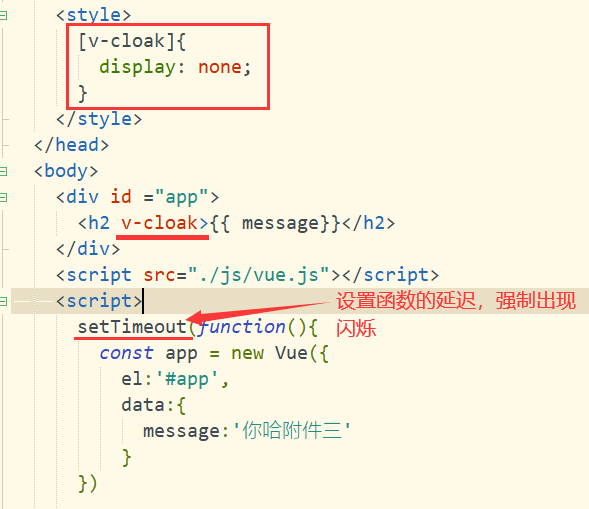 <style>
[v-cloak]{
display: none;
}
</style>
</head>
<body>
<div id ="app">
<h2 v-cloak>{{ message}}</h2>
</div>
<script src="./js/vue.js"></script>
<script>
设置函数的延迟，强制出现
setTimeout(function(){
闪烁
const app = new Vue({
el:'#app',
data:{
message:'你哈附件三'
}
})